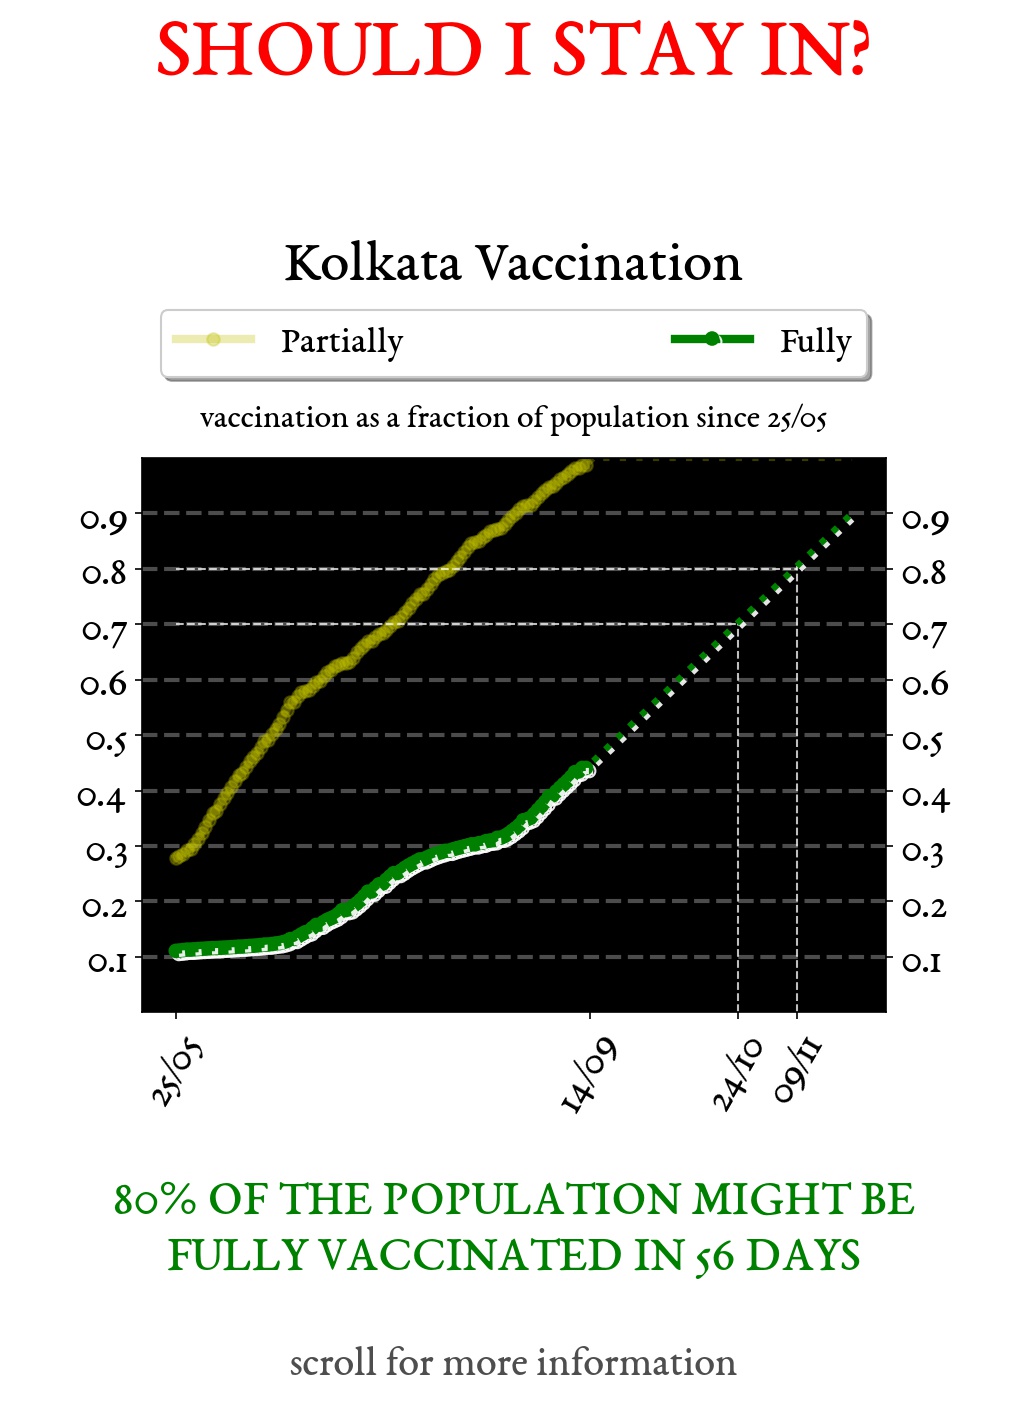 SHOULD I STAY IN?
Kolkata Vaccination
Partially
Fully
vaccination as a fraction of population since 25/05
0.9 0.9
0.8 0.8
0.7 0.7
0.6 0.6
0.5 0.5
0.4 0.4
0.3 0.3
0.2 0.2
0.1 0.1
25/05 14/09 24/10 09/11
80% OF THE POPULATION MIGHT BE
FULLY VACCINATED IN 56 DAYS
scroll for more information